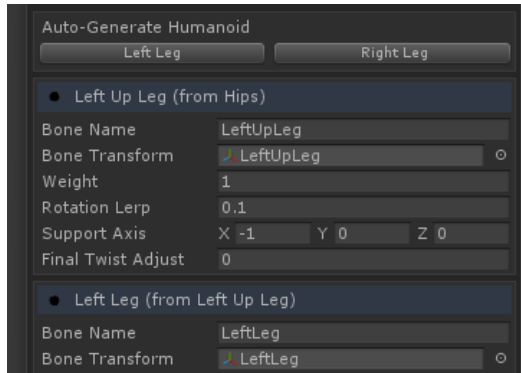 Auto-Generate Humanoid
Left Leg Right Leg
Left Up Leg (from Hips)
Bone Name LeftUpLeg
Bone Transform LeftUpLeg
Weight 1
Rotation Lerp 0.1
Support Axis X -1 Y 0 Z 0
Final Twist Adjust 0
Left Leg (from Left Up Leg)
Bone Name LeftLeg
Bone Transform LeftLeg